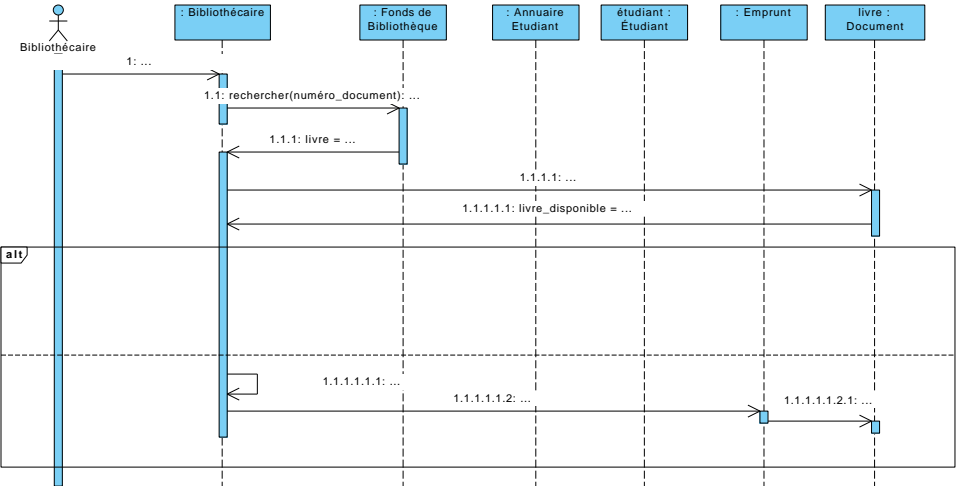 : Bibliothécaire
: Fonds de
Bibliothèque
: Annuaire
Etudiant
étudiant :
Étudiant
: Emprunt
livre :
Document
Bibliothécaire
1: ...
1.1: rechercher(numéro_document): ...
1.1.1: livre = ...
1.1.1.1: ...
1.1.1.1.1: livre_disponible = ...
alt
1.1.1.1.1.1: ...
1.1.1.1.1.2: ...
1.1.1.1.1.2.1: ...